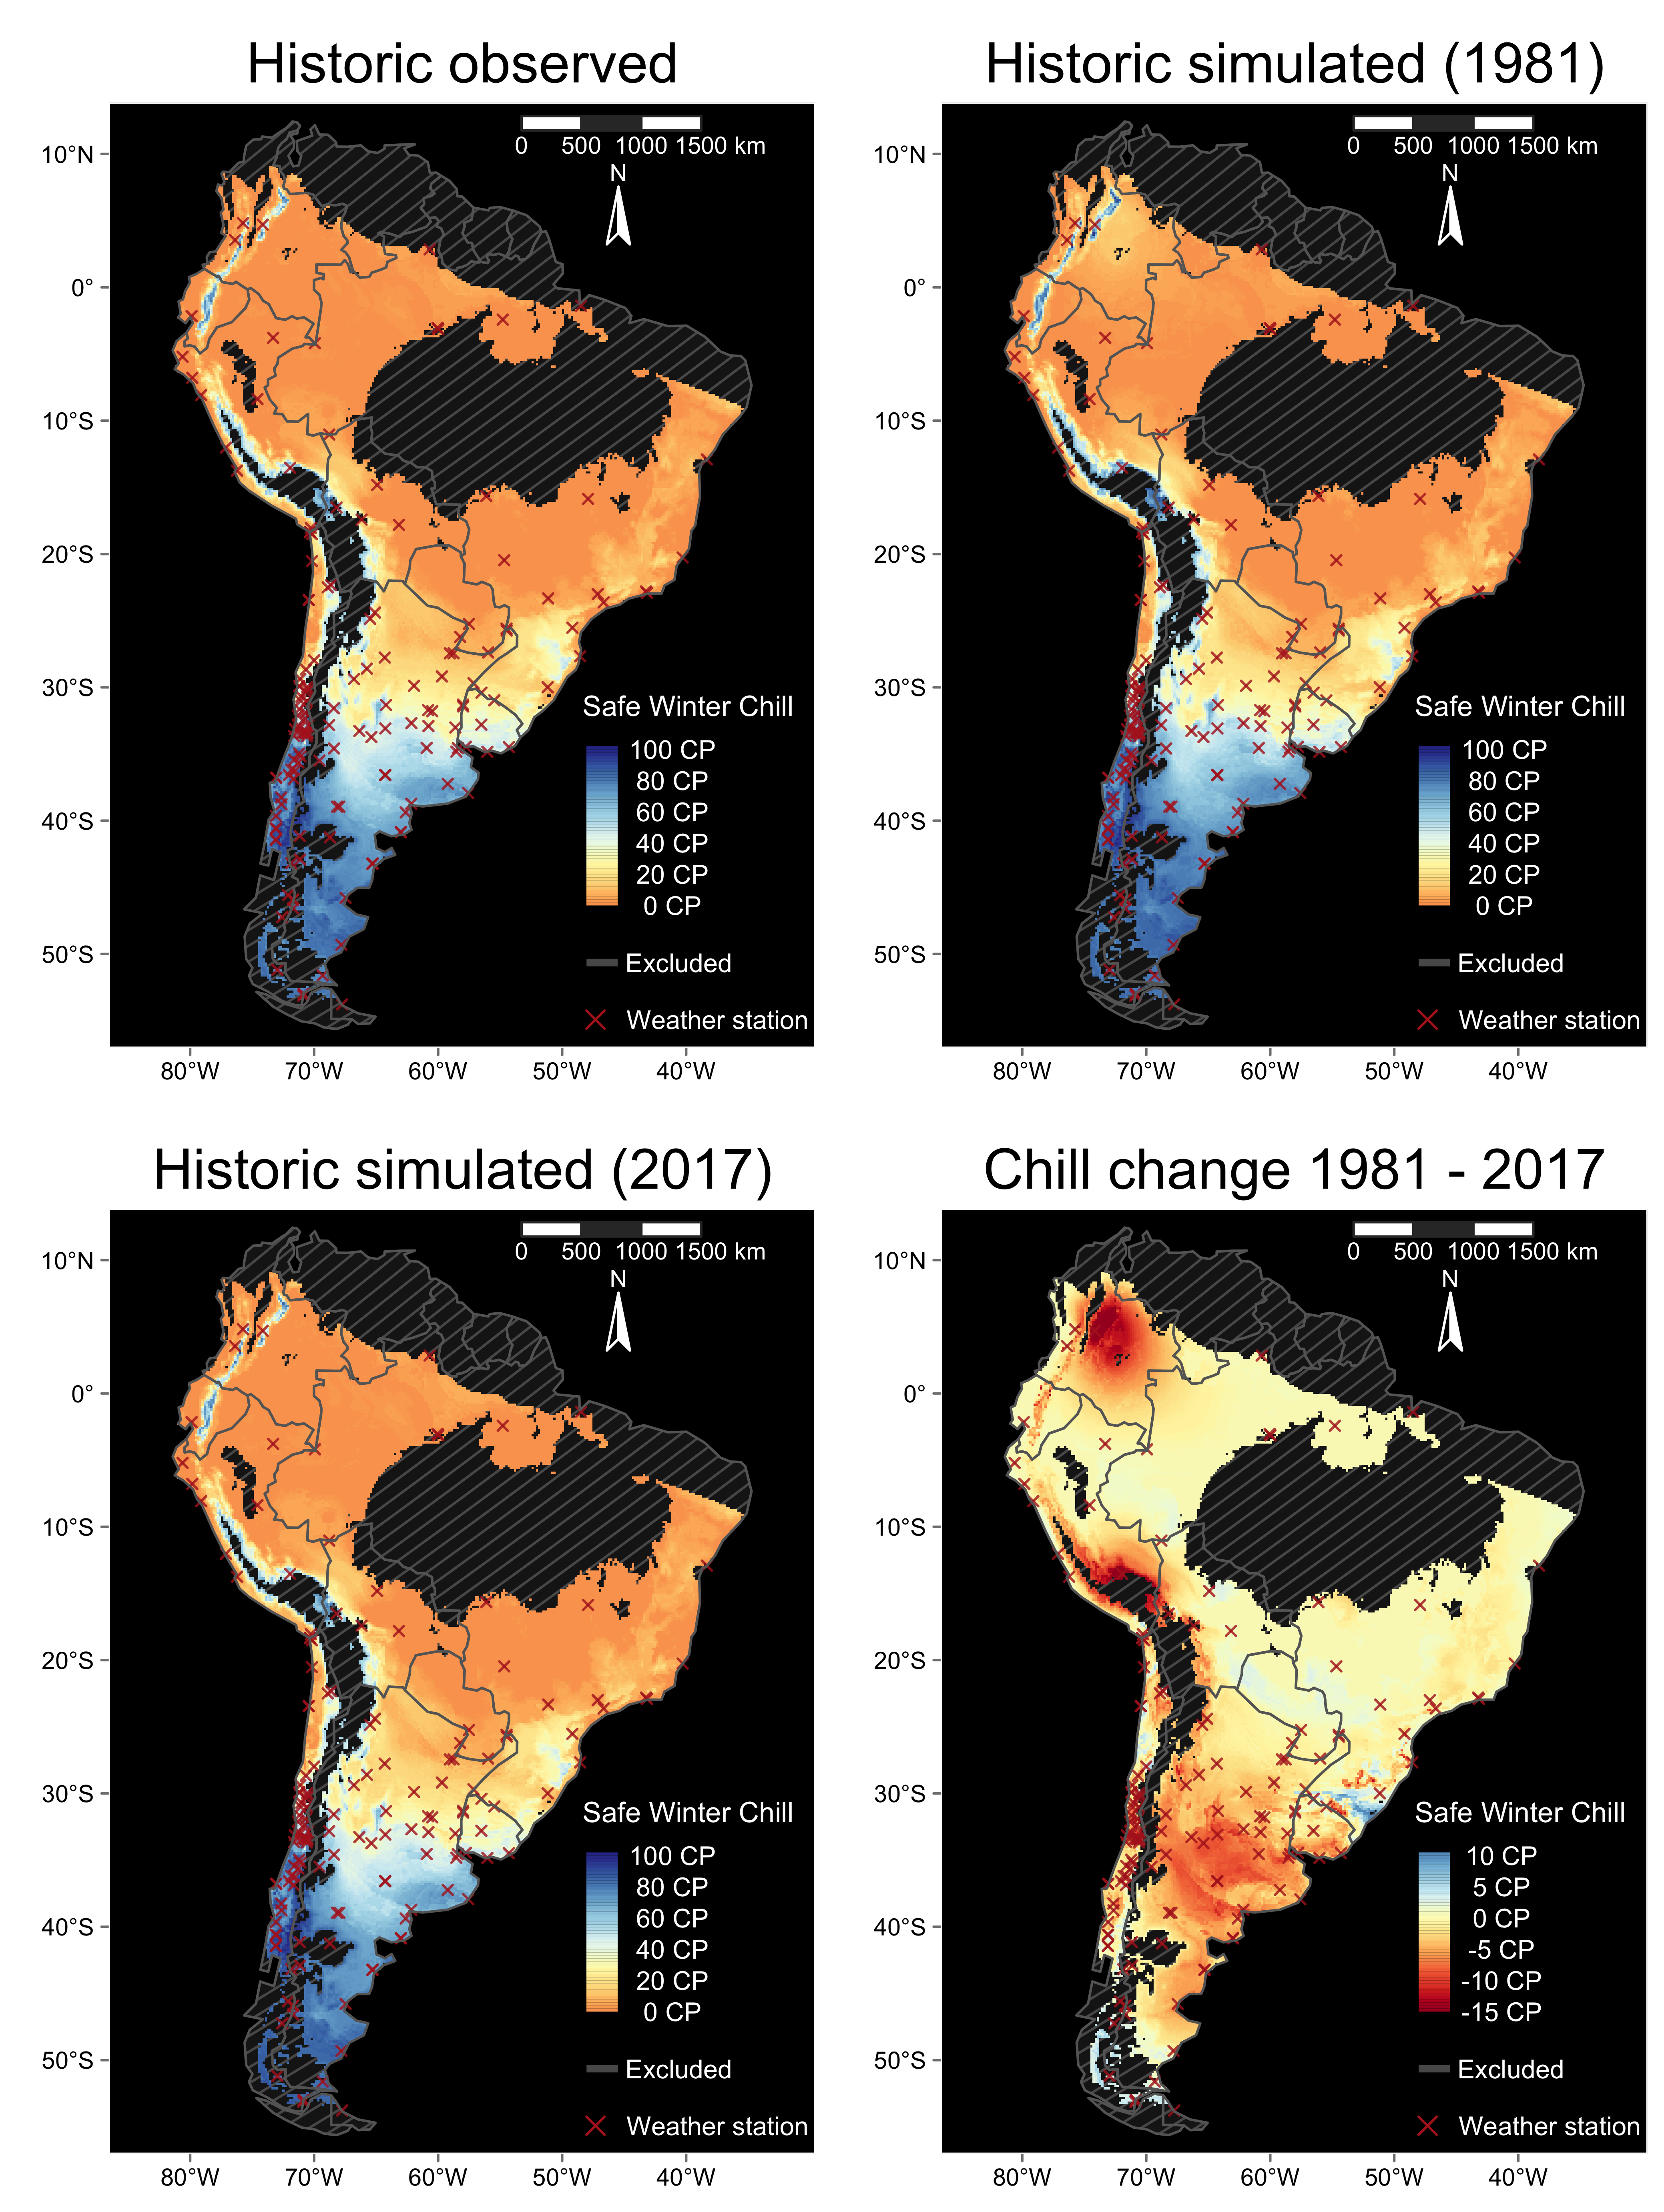 Historic observed
0 500 1000 1500 km
N
10°N
0°
10°S
20°S
30°S
40°S
50°S
Safe Winter Chill
100 CP
80 CP
60 CP
40 CP
20 CP
0 CP
Excluded
Weather station
80°W 70°W 60°W 50°W 40°W
Historic simulated (1981)
0 500 1000 1500 km
N
10°N
0°
10°S
20°S
30°S
40°S
50°S
Safe Winter Chill
100 CP
80 CP
60 CP
40 CP
20 CP
0 CP
Excluded
Weather station
80°W 70°W 60°W 50°W 40°W
Historic simulated (2017)
0 500 1000 1500 km
N
10°N
0°
10°S
20°S
30°S
40°S
50°S
Safe Winter Chill
100 CP
80 CP
60 CP
40 CP
20 CP
0 CP
Excluded
Weather station
80°W 70°W 60°W 50°W 40°W
Chill change 1981 - 2017
0 500 1000 1500 km
N
10°N
0°
10°S
20°S
30°S
40°S
50°S
Safe Winter Chill
10 CP
5 CP
0 CP
-5 CP
-10 CP
-15 CP
Excluded
Weather station
80°W 70°W 60°W 50°W 40°W